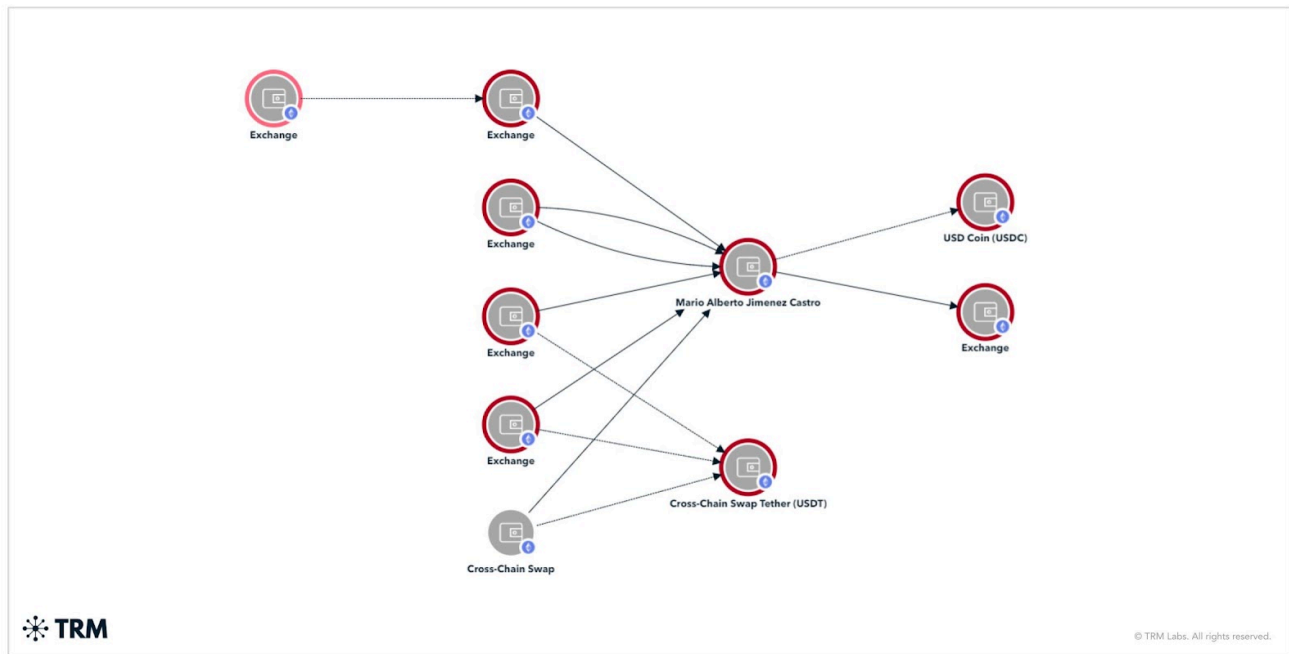 Exchange
Exchange
Exchange
USD Coin (USDC)
Mario Alberto Jimenez Castro
Exchange
Exchange
Exchange
Cross-Chain Swap Tether (USDT)
Cross-Chain Swap
TRM
© TRM Labs. All rights reserved.